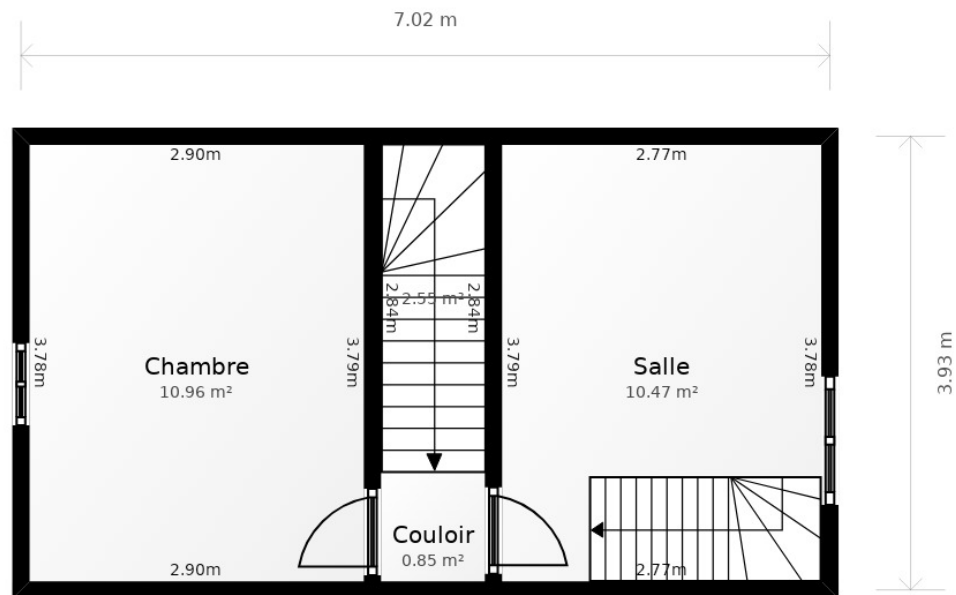 7.02 m
2.90m
2.77m
2.84m
2.55 m²
2.84m
3.78m
3.79m
3.79m
3.78m
3.93 m
Chambre
10.96 m²
Salle
10.47 m²
Couloir
0.85 m²
2.90m
2.77m